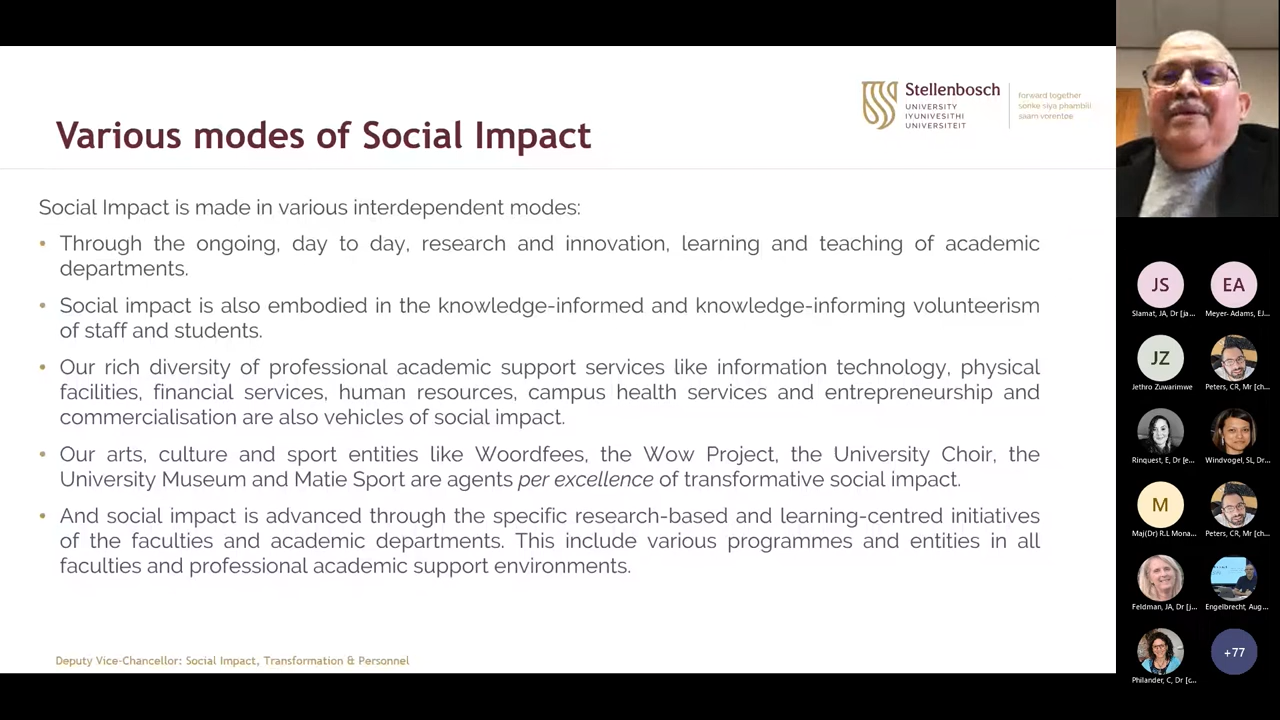 Various modes of Social Impact
Stellenbosch
UNIVERSITY
IYUNIVESITHI
UNIVERSITEIT
forward together
sonke siya phambili
saam vorentoe
Social Impact is made in various interdependent modes:
• Through the ongoing, day to day, research and innovation, learning and teaching of academic
departments.
• Social impact is also embodied in the knowledge-informed and knowledge-informing volunteerism
of staff and students.
• Our rich diversity of professional academic support services like information technology, physical
facilities, financial services, human resources, campus health services and entrepreneurship and
commercialisation are also vehicles of social impact.
• Our arts, culture and sport entities like Woordfees, the Wow Project, the University Choir, the
University Museum and Matie Sport are agents per excellence of transformative social impact.
• And social impact is advanced through the specific research-based and learning-centred initiatives
of the faculties and academic departments. This include various programmes and entities in all
faculties and professional academic support environments.
Deputy Vice-Chancellor: Social Impact, Transformation & Personnel
JS
EA
Slamat, JA, Dr [ja...
Meyer- Adams, EJ...
JZ
Jethro Zuwarimwe
Peters, CR, Mr [ch...
Rinquest, E, Dr [e...
Windvogel, SL, Dr...
M
Maj(Dr) R.L Mona...
Peters, CR, Mr [ch...
Feldman, JA, Dr [j...
Engelbrecht, Aug...
+77
Philander, C, Dr [c...